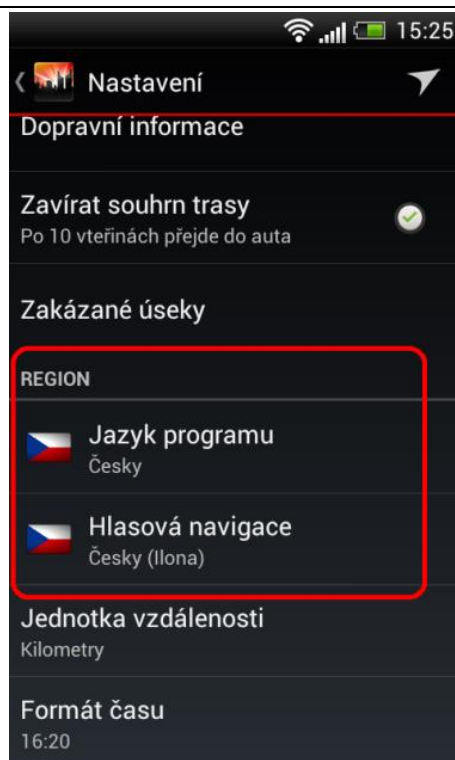 15:25
Nastavení
Dopravní informace
Zavírat souhrn trasy
Po 10 vteřinách přejde do auta
Zakázané úseky
REGION
Jazyk programu
Česky
Hlasová navigace
Česky (Ilona)
Jednotka vzdálenosti
Kilometry
Formát času
16:20